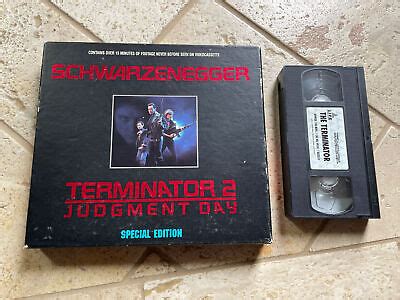 CONTAINS OVER 15 MINUTES OF FOOTAGE NEVER BEFORE SEEN ON VIDEOCASSETTE
SCHWARZENEGGER
TERMINATOR 2
JUDGMENT DAY
SPECIAL EDITION
THE TERMINATOR